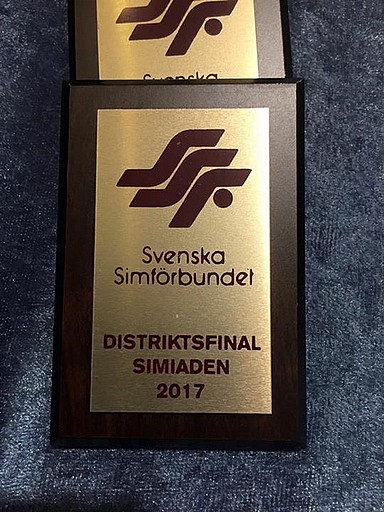 Svenska
Svenska
Simförbundet
DISTRIKTSFINAL
SIMIADEN
2017